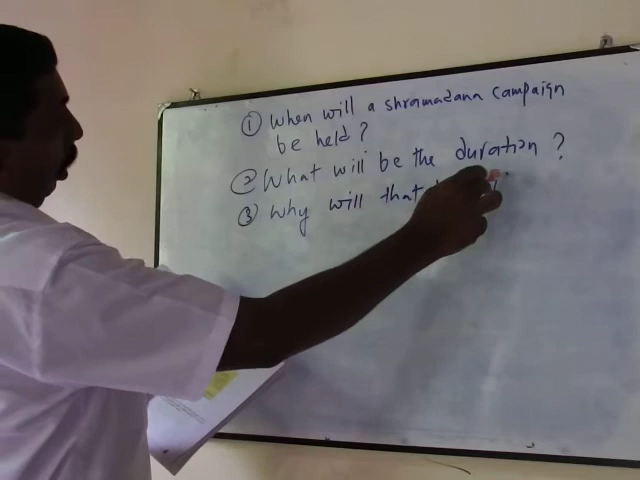 ① When will a shramadana campaign
be held?
② What will be the duration?
③ Why will that